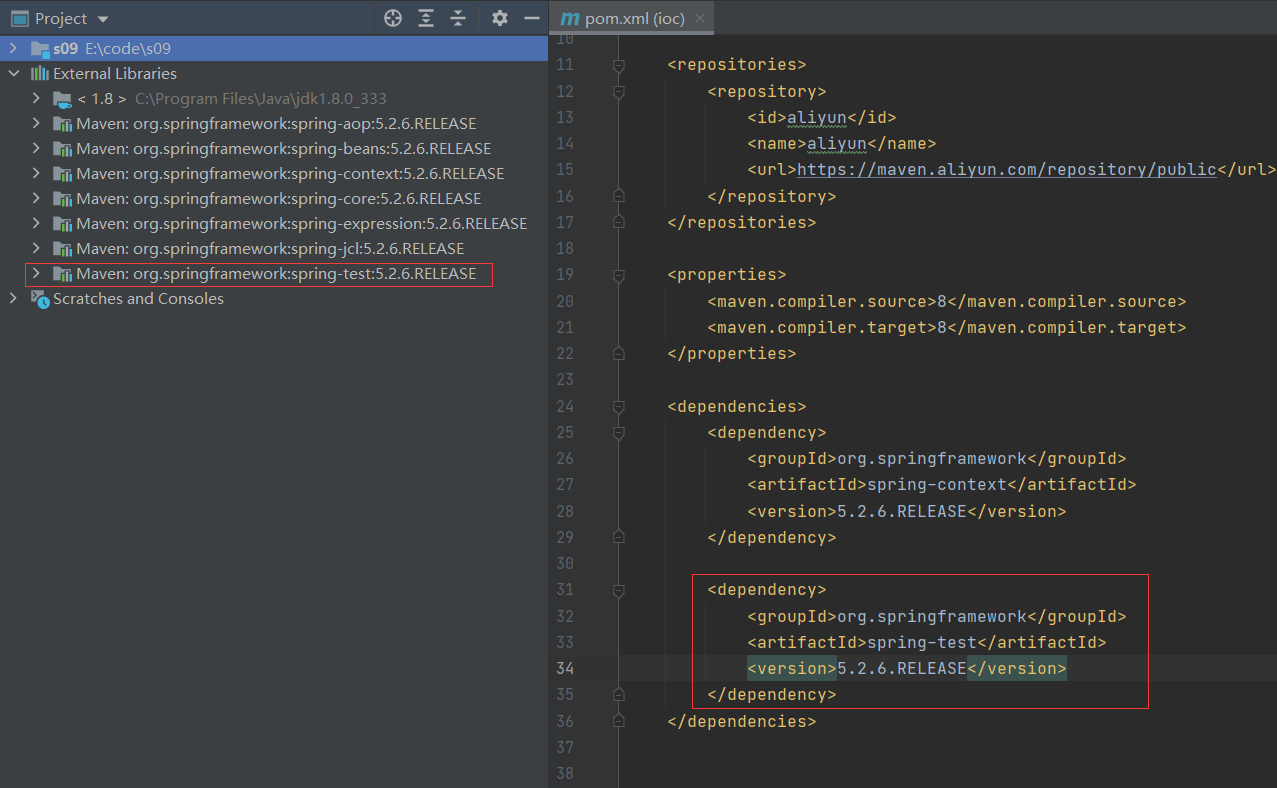 Project
s09 E:\code\s09
External Libraries
< 1.8 > C:\Program Files\Java\jdk1.8.0_333
Maven: org.springframework:spring-aop:5.2.6.RELEASE
Maven: org.springframework:spring-beans:5.2.6.RELEASE
Maven: org.springframework:spring-context:5.2.6.RELEASE
Maven: org.springframework:spring-core:5.2.6.RELEASE
Maven: org.springframework:spring-expression:5.2.6.RELEASE
Maven: org.springframework:spring-jcl:5.2.6.RELEASE
Maven: org.springframework:spring-test:5.2.6.RELEASE
Scratches and Consoles
m pom.xml (ioc)
10
11 <repositories>
12 <repository>
13 <id>aliyun</id>
14 <name>aliyun</name>
15 <url>https://maven.aliyun.com/repository/public</url>
16 </repository>
17 </repositories>
18
19 <properties>
20 <maven.compiler.source>8</maven.compiler.source>
21 <maven.compiler.target>8</maven.compiler.target>
22 </properties>
23
24 <dependencies>
25 <dependency>
26 <groupId>org.springframework</groupId>
27 <artifactId>spring-context</artifactId>
28 <version>5.2.6.RELEASE</version>
29 </dependency>
30
31 <dependency>
32 <groupId>org.springframework</groupId>
33 <artifactId>spring-test</artifactId>
34 <version>5.2.6.RELEASE</version>
35 </dependency>
36 </dependencies>
37
38